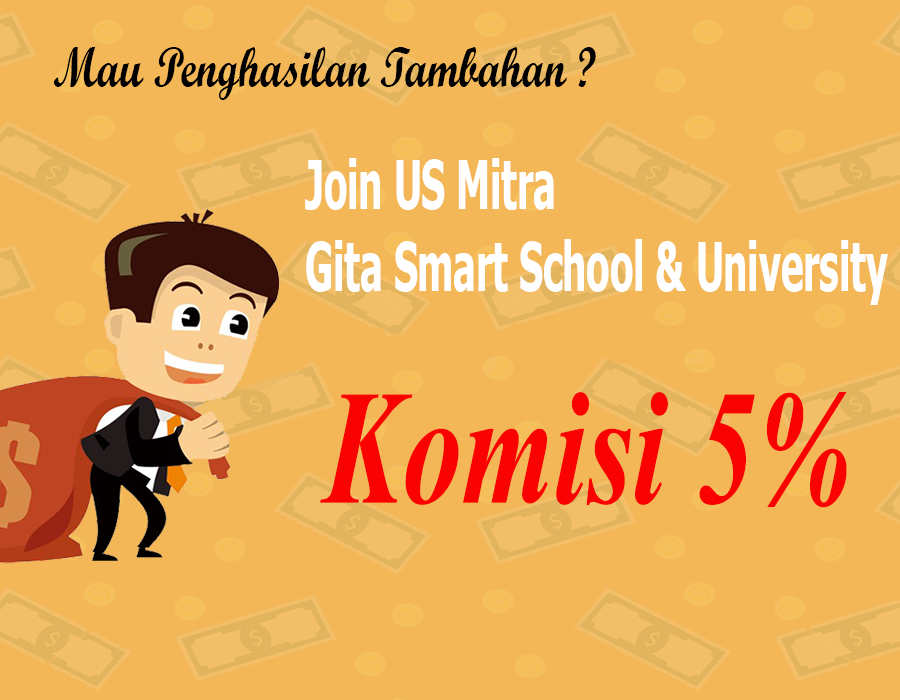 Mau Penghasilan Tambahan ?
Join US Mitra
Gita Smart School & University
Komisi 5%
$